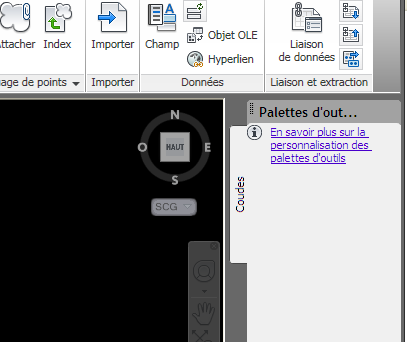 Attacher Index Importer Champ Objet OLE
Hyperlien
Liaison
de données
age de points Importer Données Liaison et extraction
Palettes d'out...
En savoir plus sur la
personnalisation des
palettes d'outils
Coudes
N
O HAUT E
S
SCG